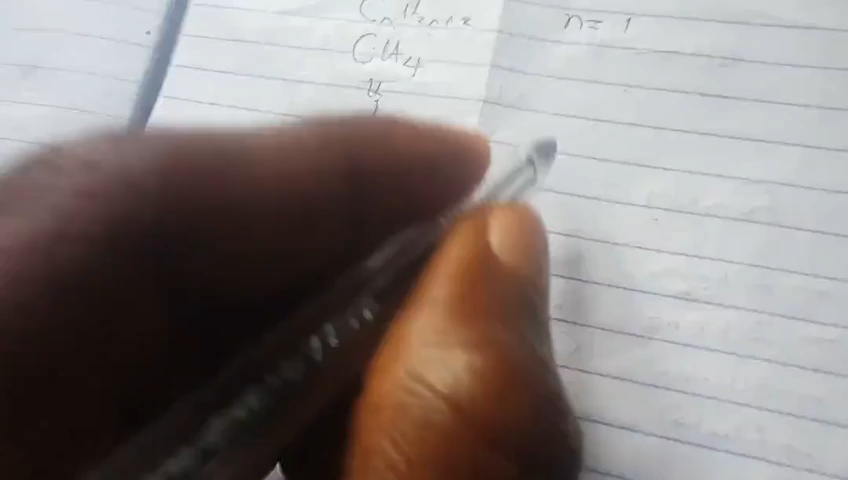 CₙH₂ₙ₊₂ n = 1
CH₄
H